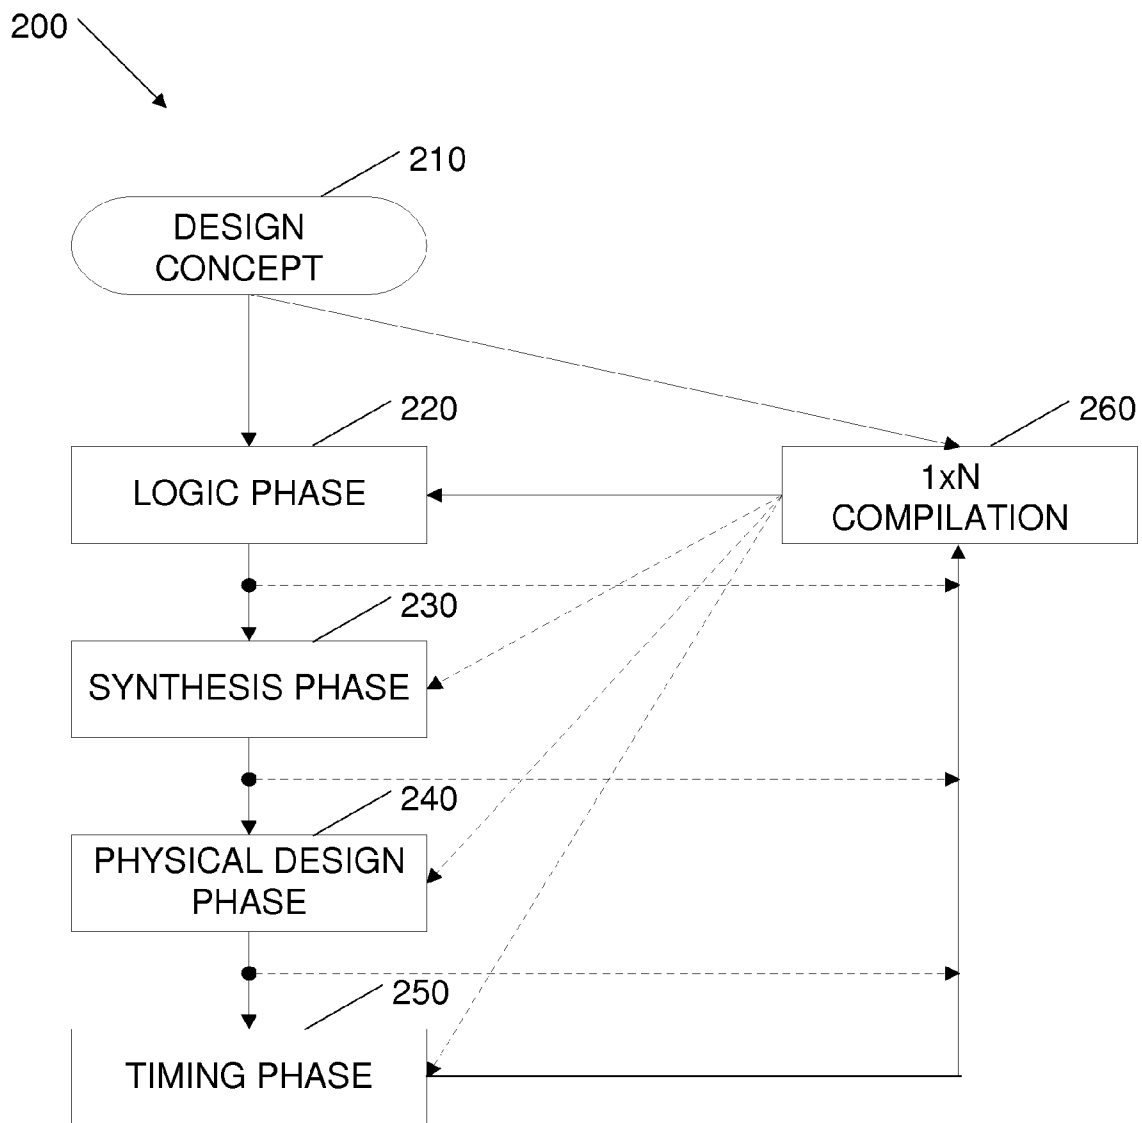 200
210
DESIGN
CONCEPT
220
260
LOGIC PHASE
1xN
COMPILATION
230
SYNTHESIS PHASE
240
PHYSICAL DESIGN
PHASE
250
TIMING PHASE